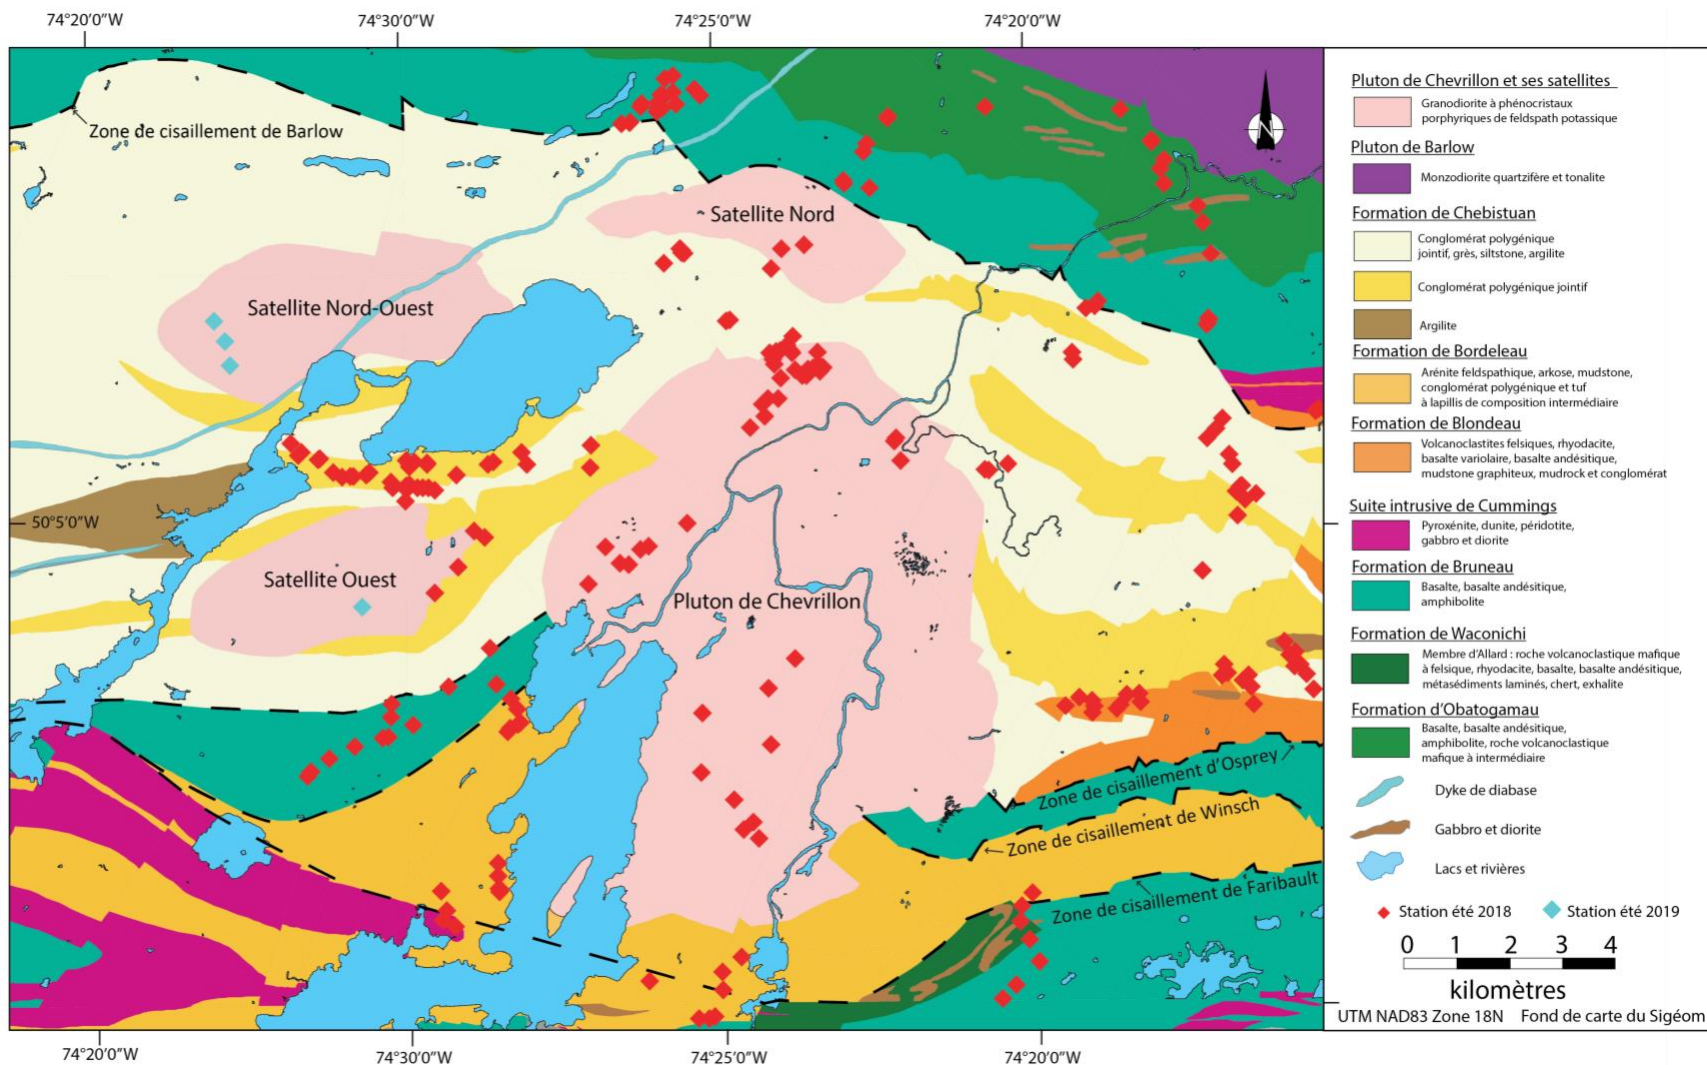 74°20'0"W
74°30'0"W
74°25'0"W
74°20'0"W
Zone de cisaillement de Barlow
Satellite Nord
Satellite Nord-Ouest
50°5'0"W
Satellite Ouest
Pluton de Chevrillon
Zone de cisaillement d'Osprey
Zone de cisaillement de Winsch
Zone de cisaillement de Faribault
74°20'0"W
74°30'0"W
74°25'0"W
74°20'0"W
N
Pluton de Chevrillon et ses satellites
Granodiorite à phénocristaux
porphyriques de feldspath potassique
Pluton de Barlow
Monzodiorite quartzifère et tonalite
Formation de Chebistuan
Conglomérat polygénique
jointif, grès, siltstone, argilite
Conglomérat polygénique jointif
Argilite
Formation de Bordeleau
Arénite feldspathique, arkose, mudstone,
conglomérat polygénique et tuf
à lapillis de composition intermédiaire
Formation de Blondeau
Volcanoclastites felsiques, rhyodacite,
basalte variolaire, basalte andésitique,
mudstone graphiteux, mudrock et conglomérat
Suite intrusive de Cummings
Pyroxénite, dunite, péridotite,
gabbro et diorite
Formation de Bruneau
Basalte, basalte andésitique,
amphibolite
Formation de Waconichi
Membre d'Allard : roche volcanoclastique mafique
à felsique, rhyodacite, basalte, basalte andésitique,
métasédiments laminés, chert, exhalite
Formation d'Obatogamau
Basalte, basalte andésitique,
amphibolite, roche volcanoclastique
mafique à intermédiaire
Dyke de diabase
Gabbro et diorite
Lacs et rivières
Station été 2018 Station été 2019
0 1 2 3 4
kilomètres
UTM NAD83 Zone 18N Fond de carte du Sigéom